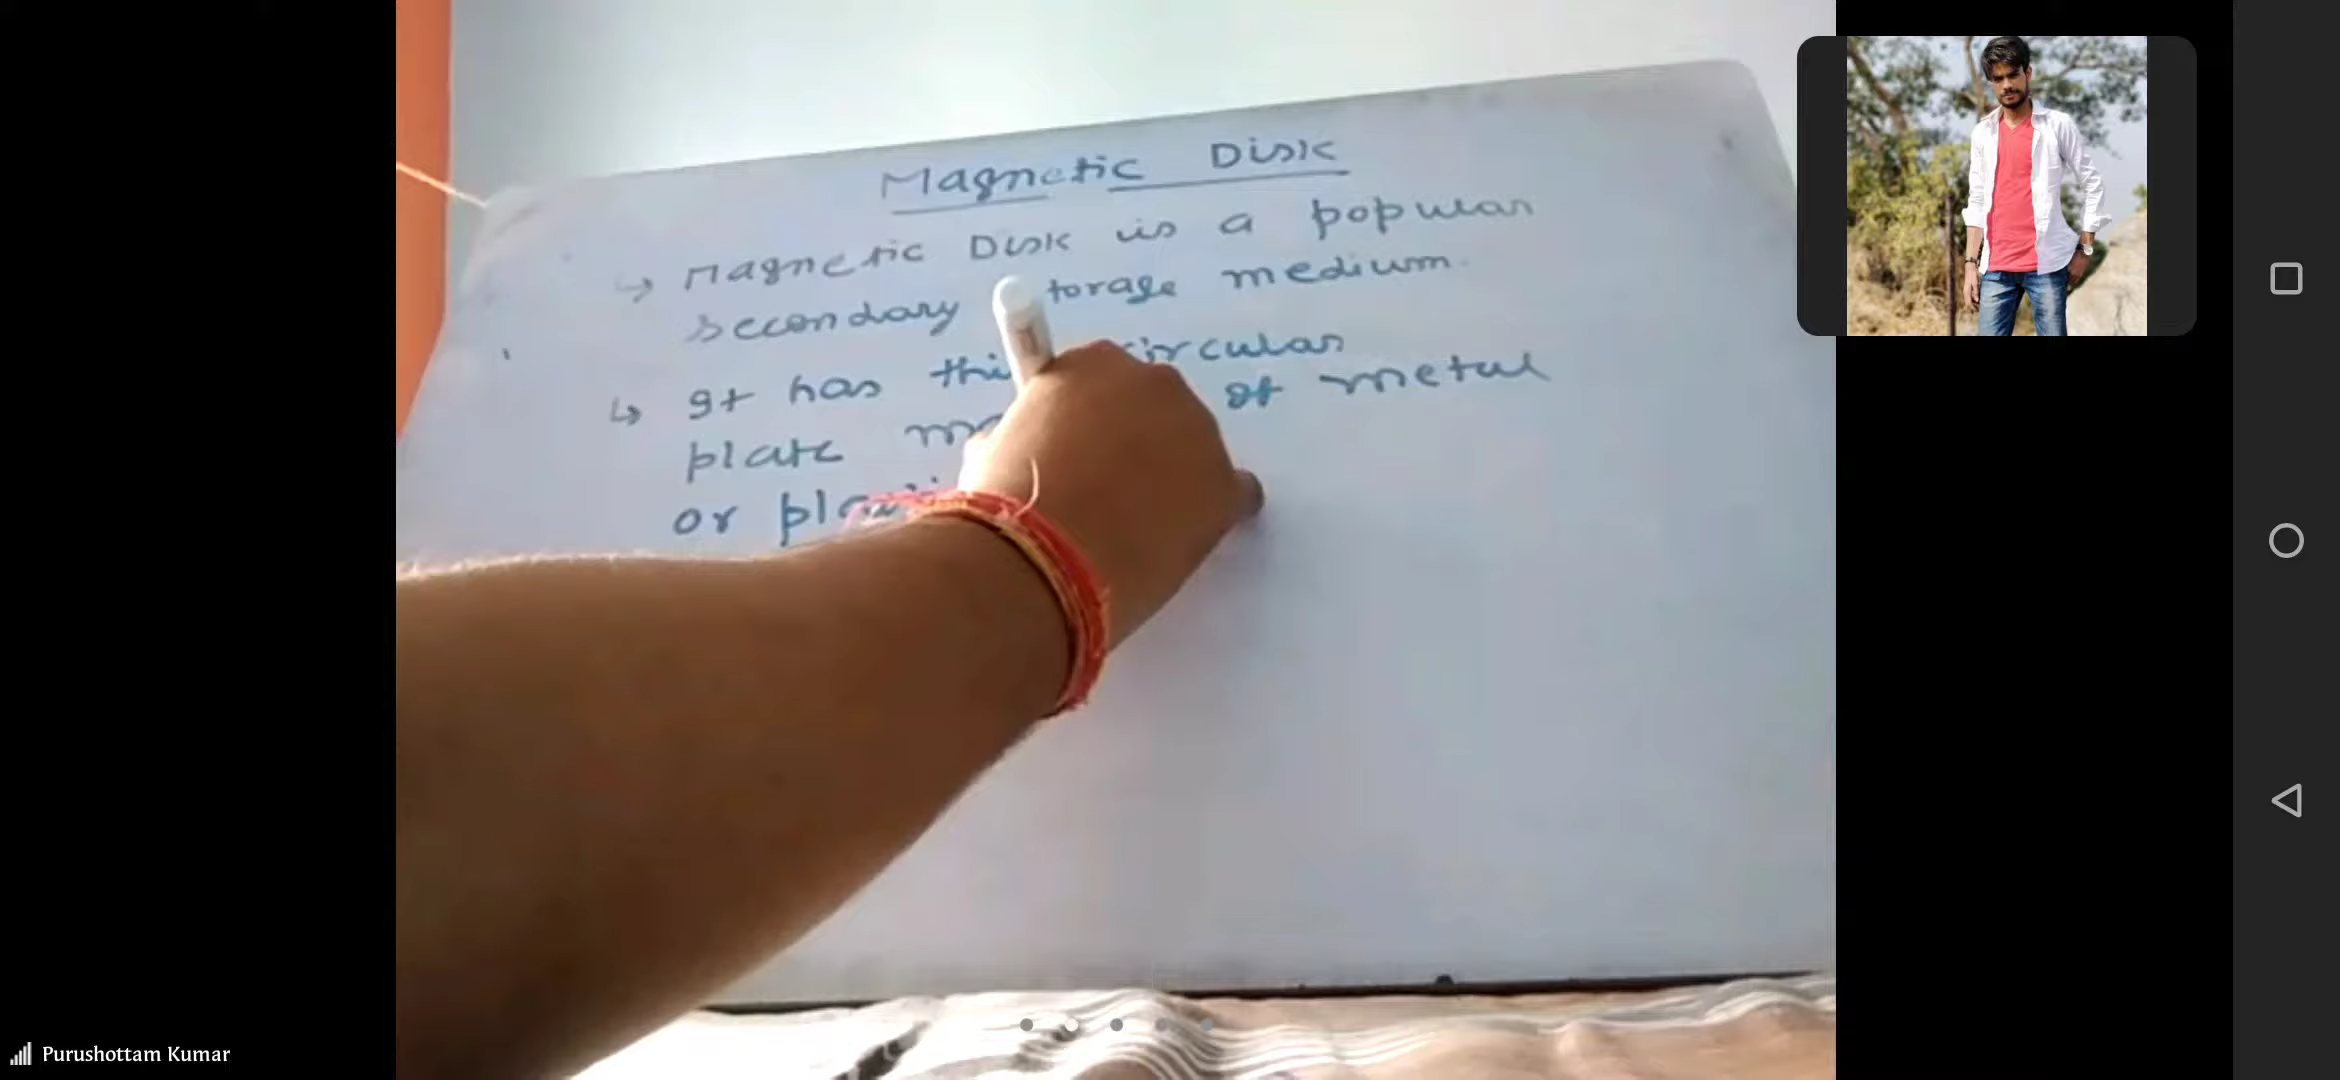 Magnetic Disk
↳ Magnetic Disk is a popular
secondary torage medium.
↳ It has thi circular
plate of metal
or
Purushottam Kumar